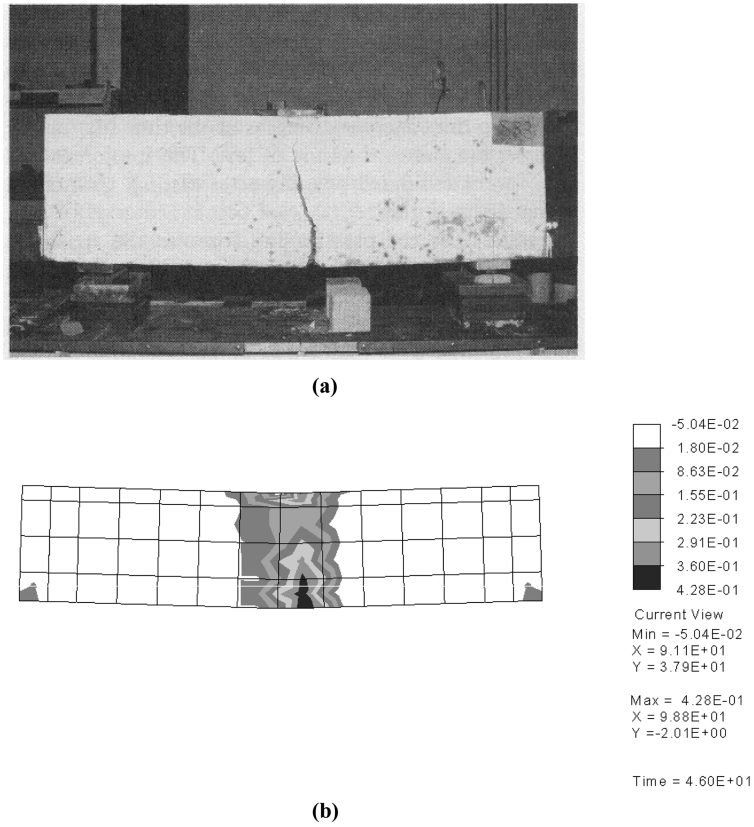 (a)
-5.04E-02
1.80E-02
8.63E-02
1.55E-01
2.23E-01
2.91E-01
3.60E-01
4.28E-01
Current View
Min = -5.04E-02
X = 9.11E+01
Y = 3.79E+01
Max = 4.28E-01
X = 9.88E+01
Y =-2.01E+00
Time = 4.60E+01
(b)